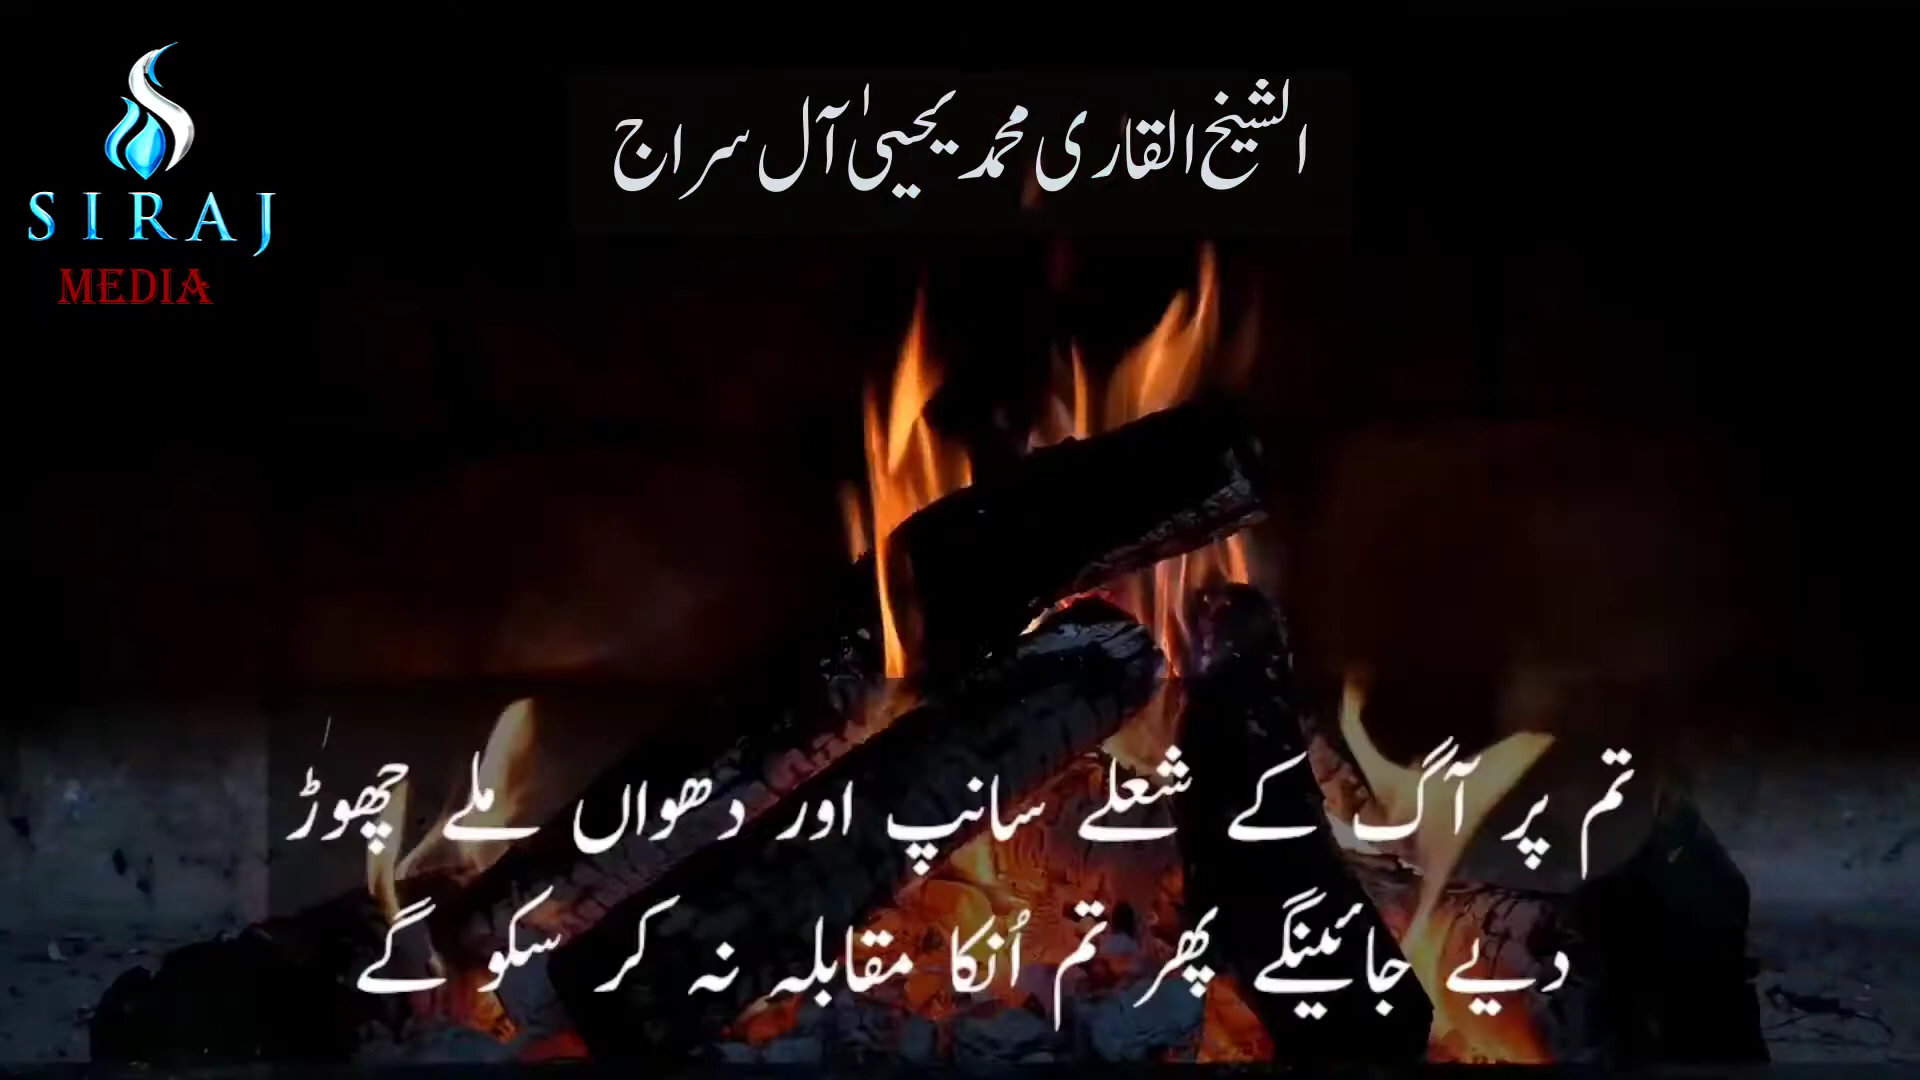 SIRAJ
MEDIA
الشیخ القاری محمد یحییٰ آل سراج
تم پر آگ کے شعلے سانپ اور دھواں ملے چھوڑ
دیے جائینگے پھر تم اُنکا مقابلہ نہ کر سکو گے